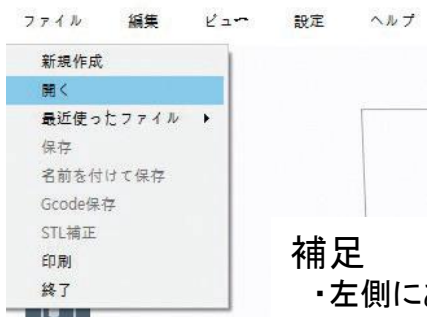 ファイル 編集 ビュー 設定 ヘルプ
新規作成
開く
最近使ったファイル
保存
名前を付けて保存
Gcode保存
STL補正
印刷
終了
補足
・左側に